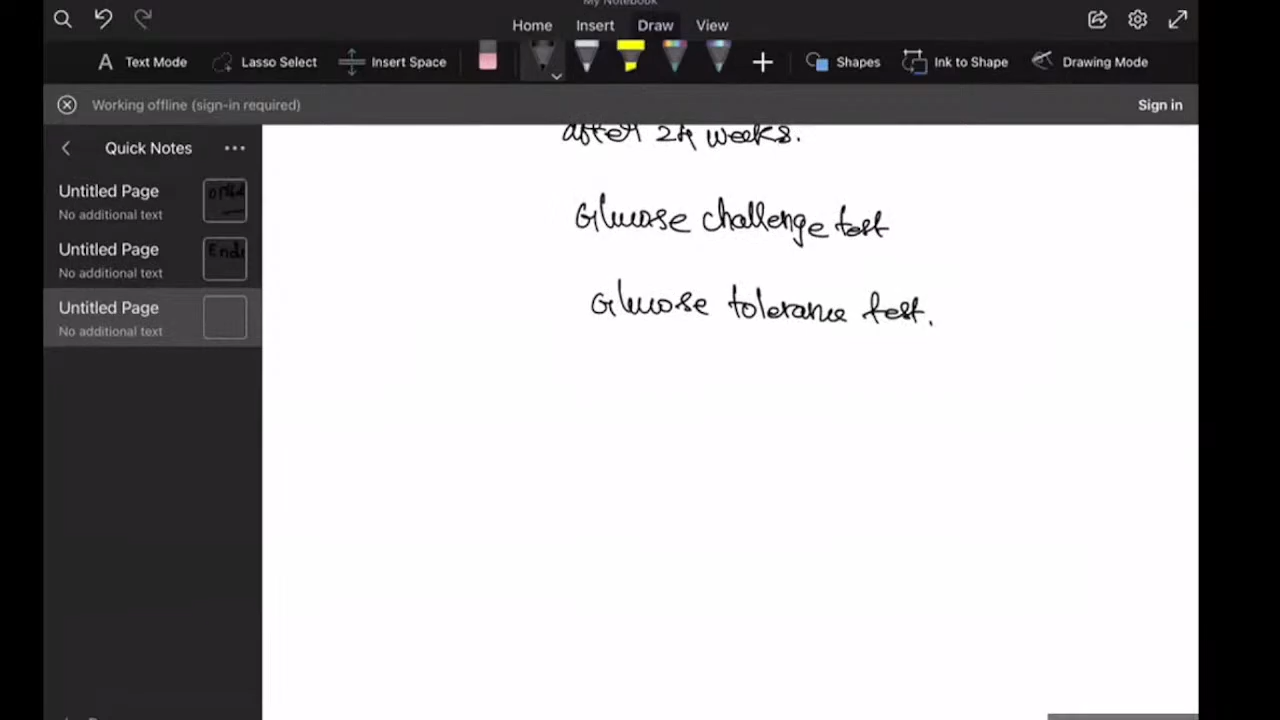 My Notebook
Home Insert Draw View
Text Mode Lasso Select Insert Space Shapes Ink to Shape Drawing Mode
Working offline (sign-in required) Sign in
Quick Notes
Untitled Page
No additional text
Untitled Page
No additional text
Untitled Page
No additional text
after 24 weeks.
Glucose challenge test
Glucose tolerance test.